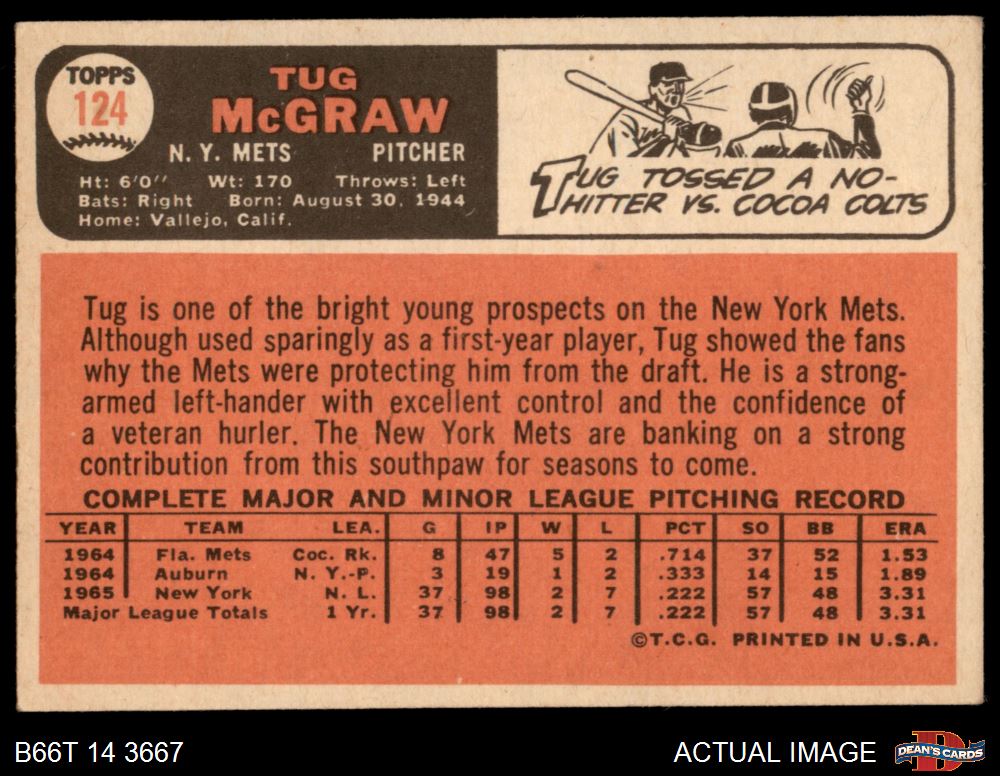 TOPPS
124
TUG
McGRAW
N. Y. METS PITCHER
Ht: 6'0" Wt: 170 Throws: Left
Bats: Right Born: August 30, 1944
Home: Vallejo, Calif.
TUG TOSSED A NO-
HITTER VS. COCOA COLTS
Tug is one of the bright young prospects on the New York Mets.
Although used sparingly as a first-year player, Tug showed the fans
why the Mets were protecting him from the draft. He is a strong-
armed left-hander with excellent control and the confidence of
a veteran hurler. The New York Mets are banking on a strong
contribution from this southpaw for seasons to come.
COMPLETE MAJOR AND MINOR LEAGUE PITCHING RECORD
YEAR TEAM LEA. G IP W L PCT SO BB ERA
1964 Fla. Mets Coc. Rk. 8 47 5 2 .714 37 52 1.53
1964 Auburn N. Y.-P. 3 19 1 2 .333 14 15 1.89
1965 New York N. L. 37 98 2 7 .222 57 48 3.31
Major League Totals 1 Yr. 37 98 2 7 .222 57 48 3.31
©T.C.G. PRINTED IN U.S.A.
B66T 14 3667 ACTUAL IMAGE
D
DEAN'S CARDS